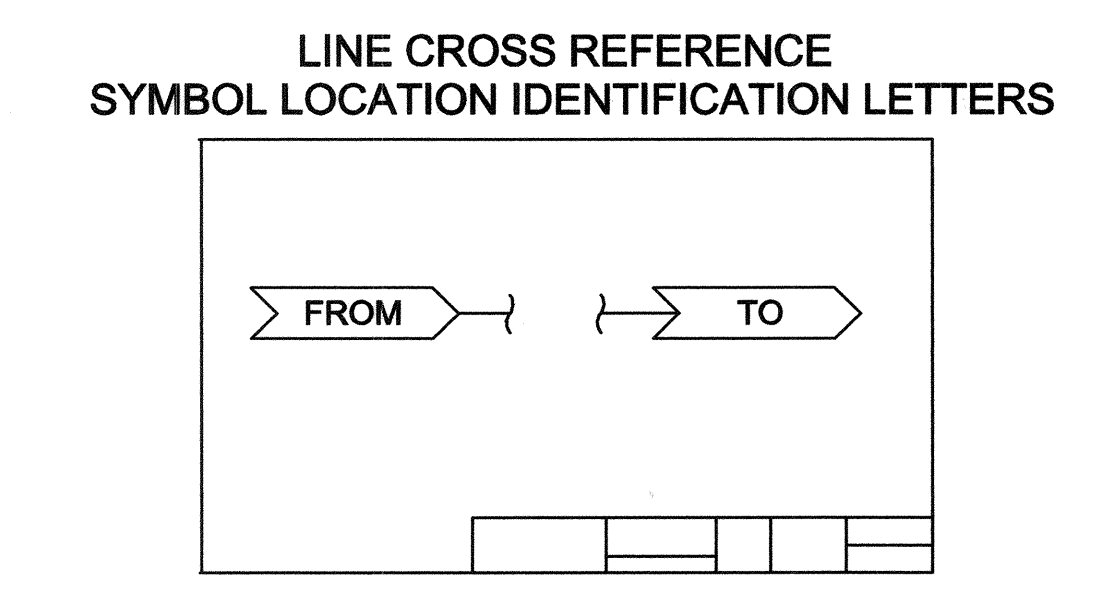 LINE CROSS REFERENCE
SYMBOL LOCATION IDENTIFICATION LETTERS
FROM
TO